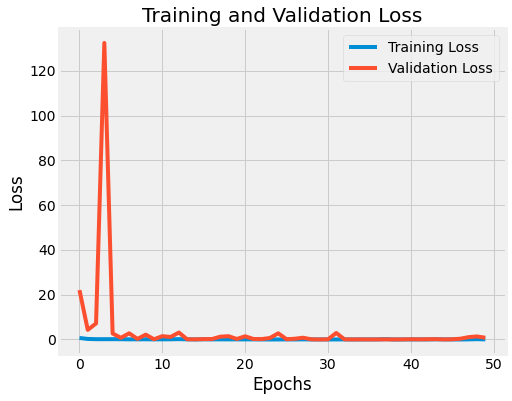 Training and Validation Loss
Training Loss
Validation Loss
120
100
80
60
40
20
0
Loss
0 10 20 30 40 50
Epochs